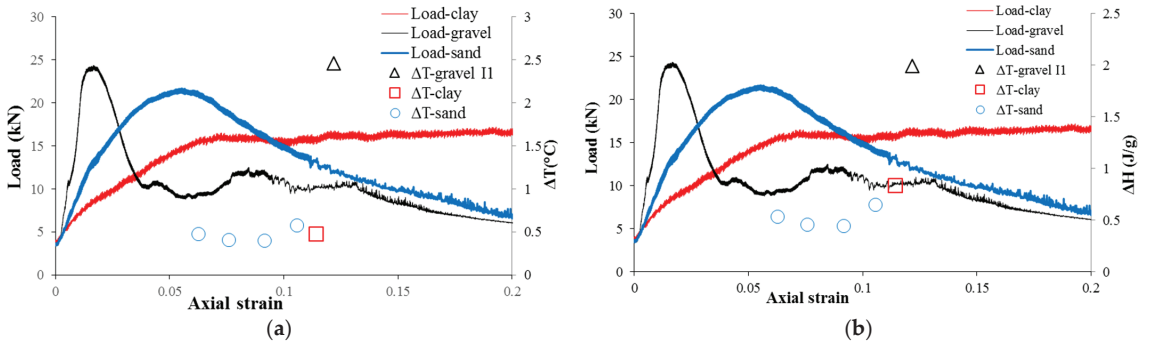 30
25
20
15
10
5
0
Load (kN)
0
0.05
0.1
0.15
0.2
Axial strain
3
2.5
2
1.5
1
0.5
0
ΔT(°C)
Load-clay
Load-gravel
Load-sand
ΔT-gravel I1
ΔT-clay
ΔT-sand
(a)
30
25
20
15
10
5
0
Load (kN)
0
0.05
0.1
0.15
0.2
Axial strain
2.5
2
1.5
1
0.5
0
ΔH (J/g)
Load-clay
Load-gravel
Load-sand
ΔT-gravel I1
ΔT-clay
ΔT-sand
(b)